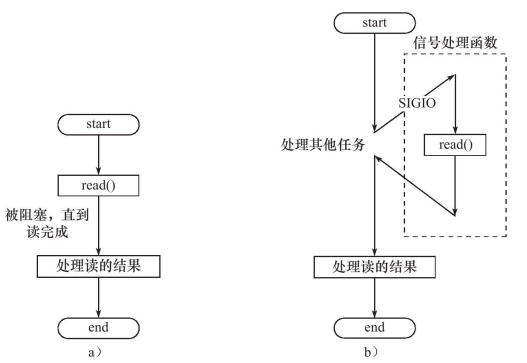 start
read()
被阻塞，直到
读完成
处理读的结果
end
a）
start
信号处理函数
SIGIO
处理其他任务
read()
处理读的结果
end
b）